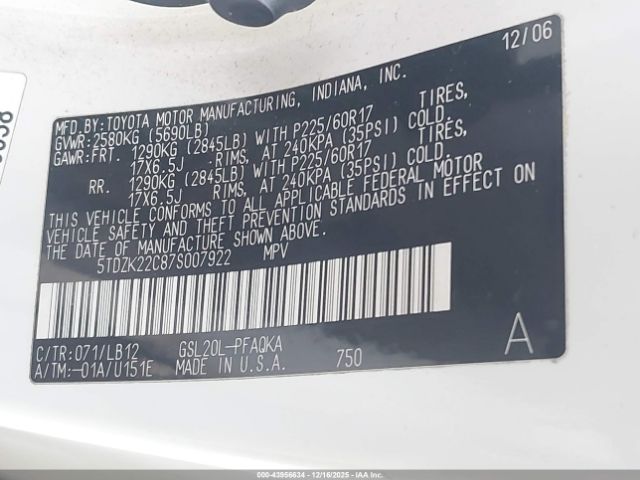 12/06
MFD.BY: TOYOTA MOTOR MANUFACTURING, INDIANA, INC.
GVWR: 2580KG (5690LB)
GAWR: FRT. 1290KG (2845LB) WITH P225/60R17 TIRES,
17X6.5J RIMS, AT 240KPA (35PSI) COLD.
RR. 1290KG (2845LB) WITH P225/60R17 TIRES,
17X6.5J RIMS, AT 240KPA (35PSI) COLD.
THIS VEHICLE CONFORMS TO ALL APPLICABLE FEDERAL MOTOR
VEHICLE SAFETY AND THEFT PREVENTION STANDARDS IN EFFECT ON
THE DATE OF MANUFACTURE SHOWN ABOVE.
5TDZK22C87S007922 MPV
C/TR: 071/LB12 GSL20L-PFAQKA
A/TM: -01A/U151E MADE IN U.S.A. 750 A
000-43956634 - 12/16/2025 - IAAI.COM